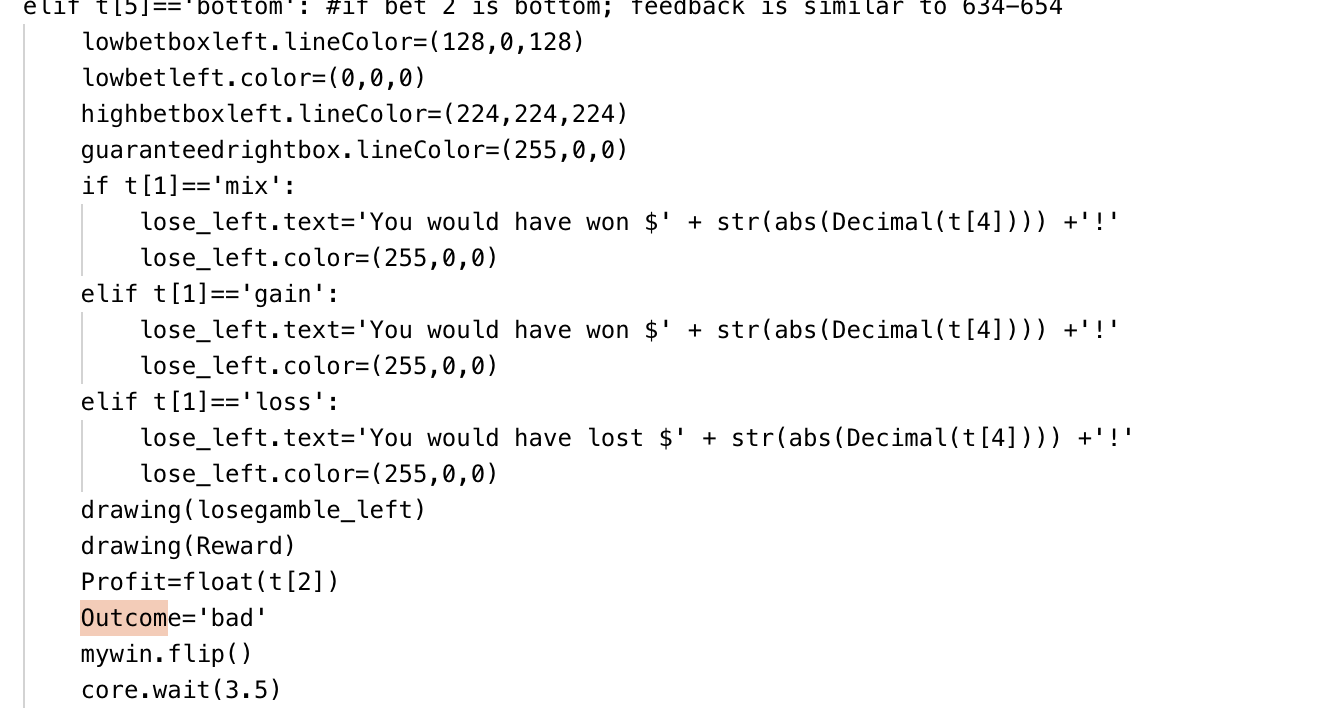 elif t[5]=='bottom': #if bet 2 is bottom; feedback is similar to 634-654
    lowbetboxleft.lineColor=(128,0,128)
    lowbetleft.color=(0,0,0)
    highbetboxleft.lineColor=(224,224,224)
    guaranteedrightbox.lineColor=(255,0,0)
    if t[1]=='mix':
        lose_left.text='You would have won $' + str(abs(Decimal(t[4]))) +'!'
        lose_left.color=(255,0,0)
    elif t[1]=='gain':
        lose_left.text='You would have won $' + str(abs(Decimal(t[4]))) +'!'
        lose_left.color=(255,0,0)
    elif t[1]=='loss':
        lose_left.text='You would have lost $' + str(abs(Decimal(t[4]))) +'!'
        lose_left.color=(255,0,0)
    drawing(losegamble_left)
    drawing(Reward)
    Profit=float(t[2])
    Outcome='bad'
    mywin.flip()
    core.wait(3.5)